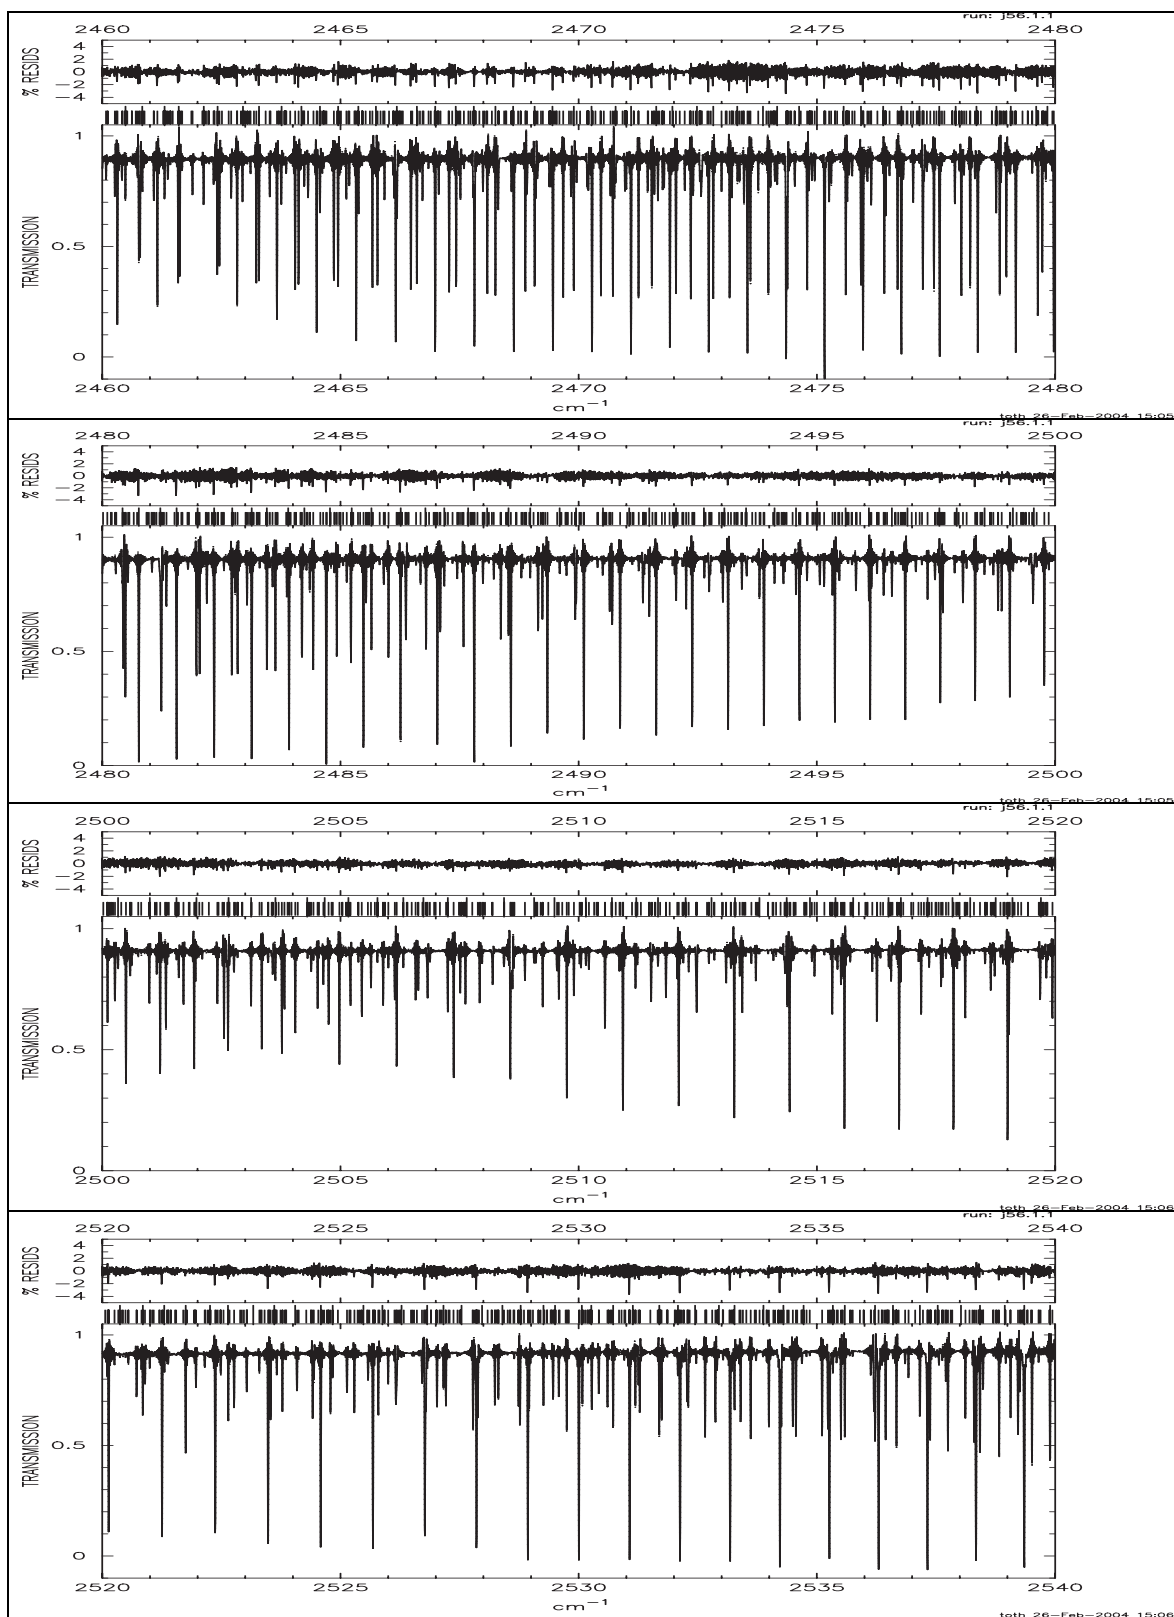 run: j56.1.1
2460 2465 2470 2475 2480
% RESIDS
4
2
0
−2
−4
TRANSMISSION
1
0.5
0
2460 2465 2470 2475 2480
cm−1
toth 26−Feb−2004 15:05
run: j56.1.1
2480 2485 2490 2495 2500
% RESIDS
4
2
0
−2
−4
TRANSMISSION
1
0.5
0
2480 2485 2490 2495 2500
cm−1
toth 26−Feb−2004 15:05
run: j56.1.1
2500 2505 2510 2515 2520
% RESIDS
4
2
0
−2
−4
TRANSMISSION
1
0.5
0
2500 2505 2510 2515 2520
cm−1
toth 26−Feb−2004 15:06
run: j56.1.1
2520 2525 2530 2535 2540
% RESIDS
4
2
0
−2
−4
TRANSMISSION
1
0.5
0
2520 2525 2530 2535 2540
cm−1
toth 26−Feb−2004 15:06